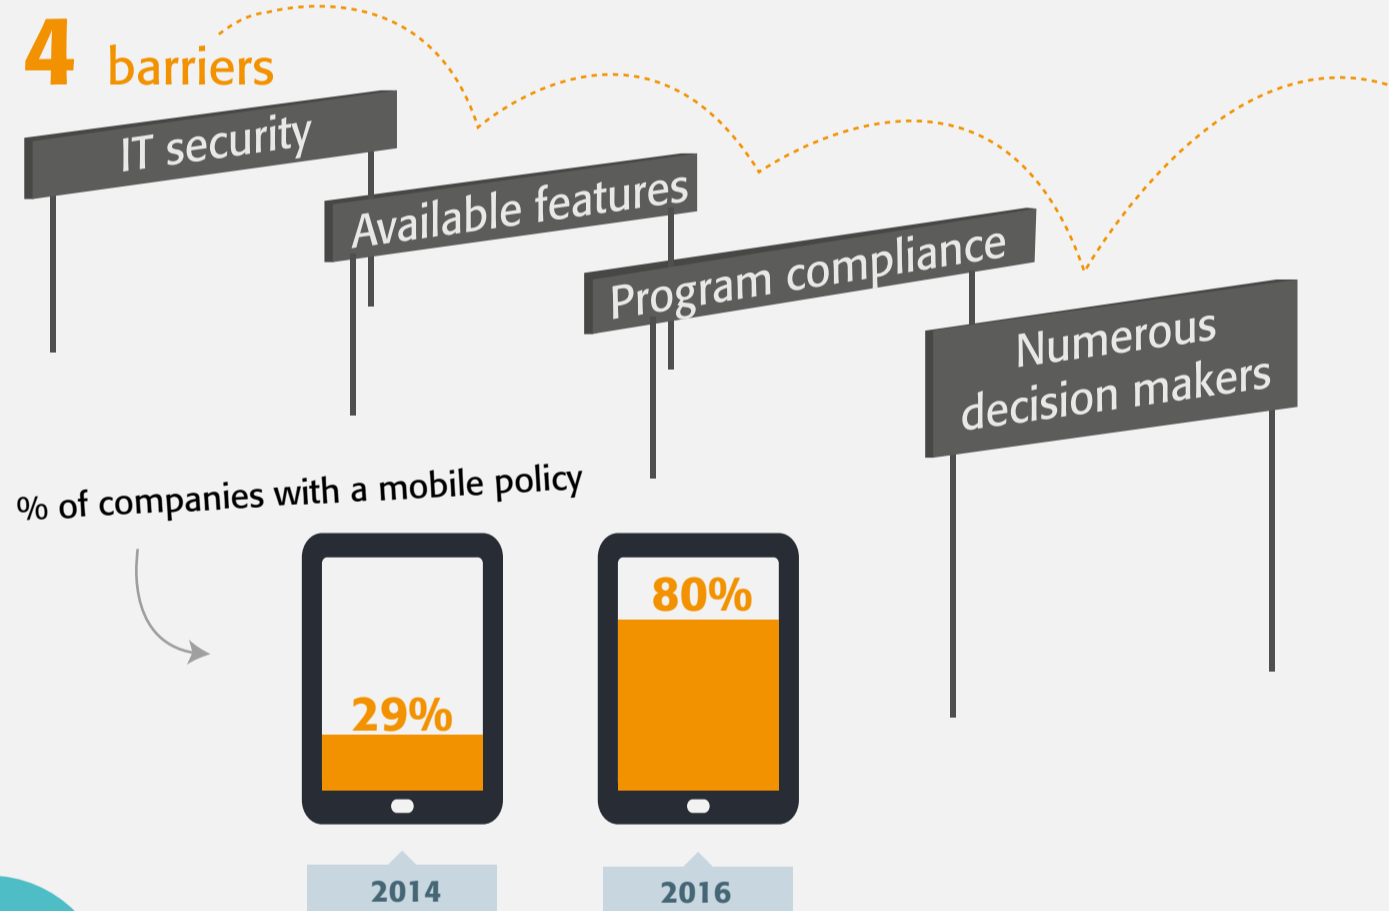 4 barriers
IT security
Available features
Program compliance
Numerous
decision makers
% of companies with a mobile policy
29%
80%
2014
2016